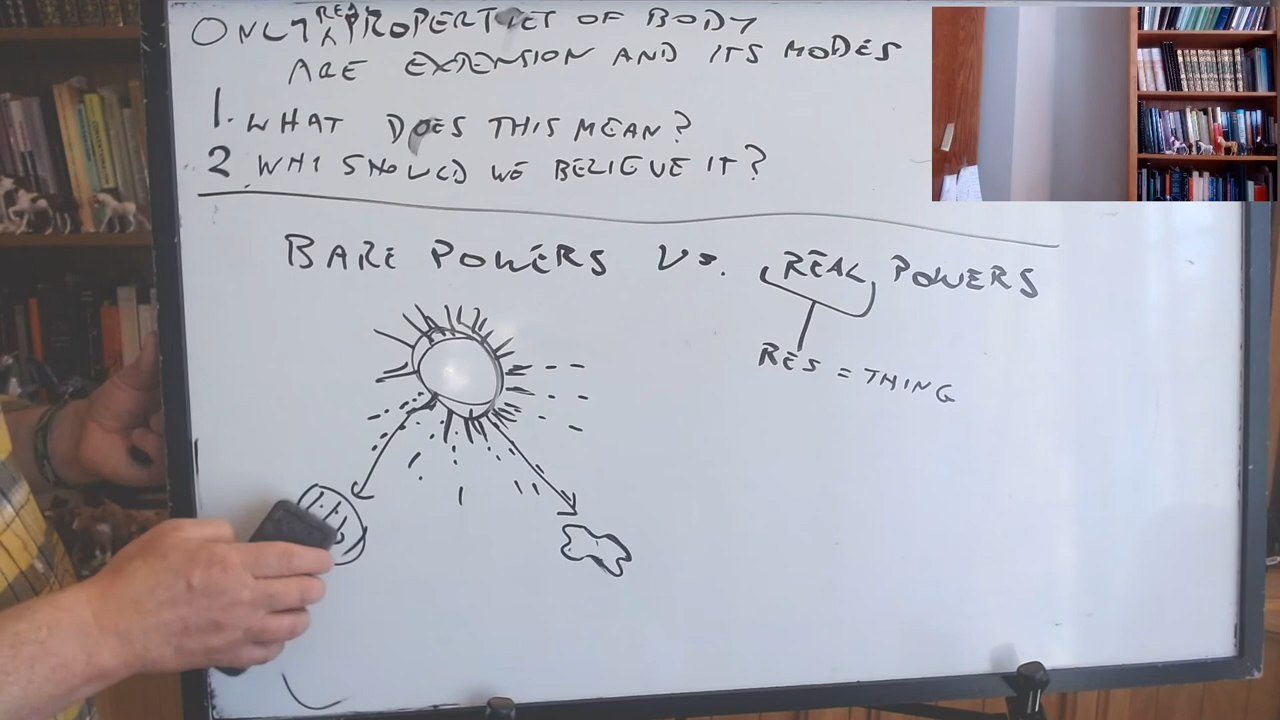 ONLY REAL PROPERTIES OF BODY
ARE EXTENSION AND ITS MODES
1. WHAT DOES THIS MEAN?
2. WHY SHOULD WE BELIEVE IT?
BARE POWERS VS. REAL POWERS
RES = THING